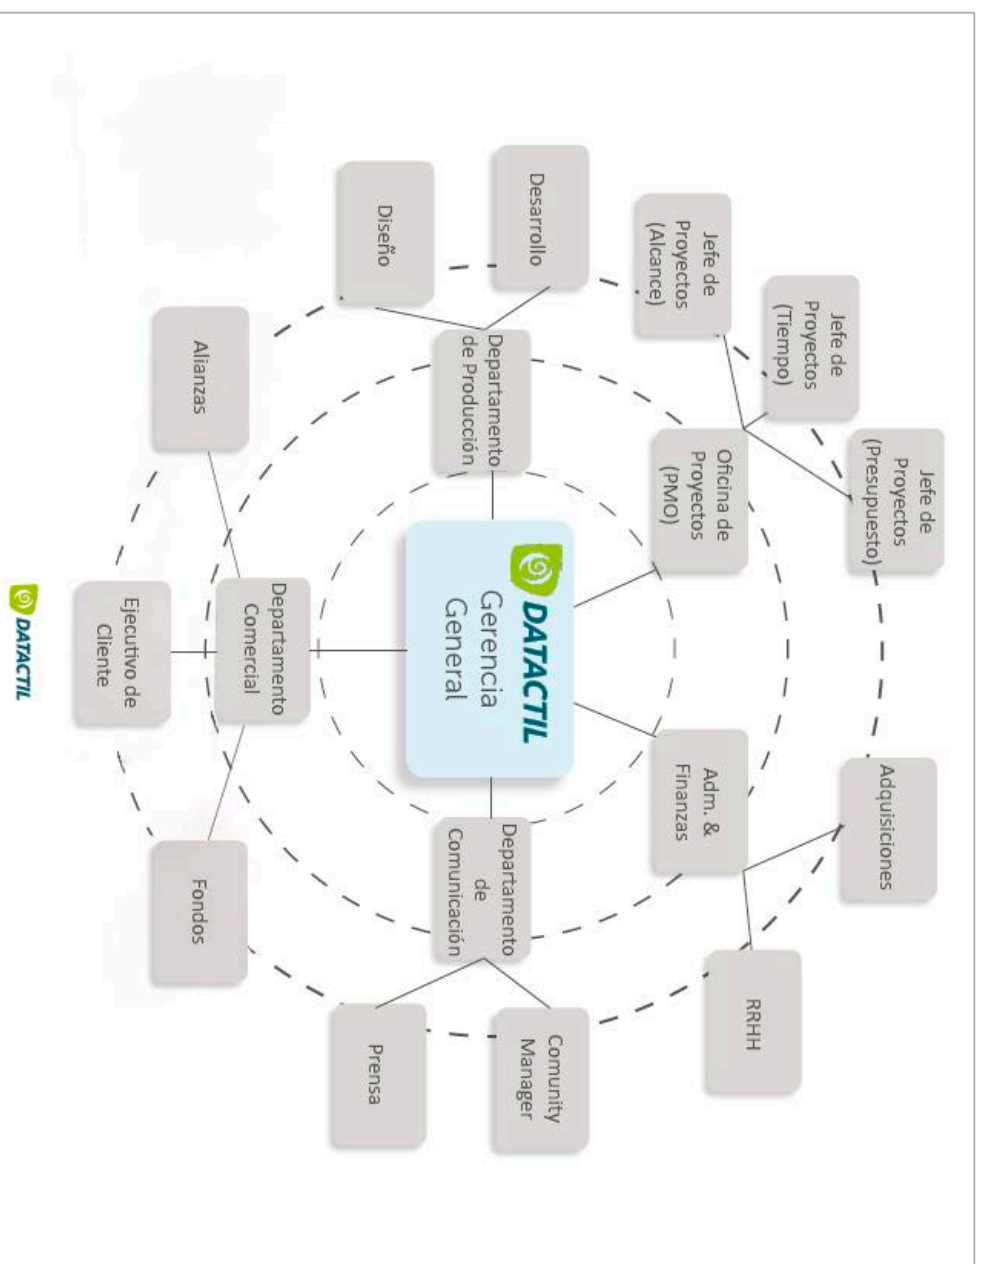 Jefe de
Proyectos
(Presupuesto)
Adquisiciones
Jefe de
Proyectos
(Tiempo)
Jefe de
Proyectos
(Alcance)
Oficina de
Proyectos
(PMO)
Adm. &
Finanzas
RRHH
Desarrollo
DATACTIL
Gerencia
General
Departamento
de Producción
Departamento
de
Comunicación
Comunity
Manager
Diseño
Prensa
Alianzas
Departamento
Comercial
Fondos
Ejecutivo de
Cliente
DATACTIL